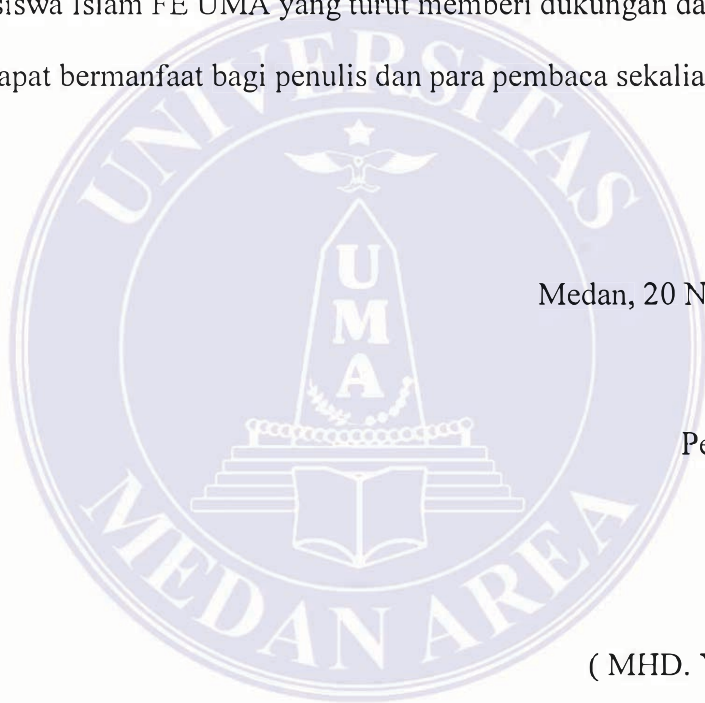 siswa Islam FE UMA yang turut memberi dukungan da
apat bermanfaat bagi penulis dan para pembaca sekalia
UNIVERSITAS
UMA
Medan, 20 N
Pe
MEDAN AREA
( MHD. Y